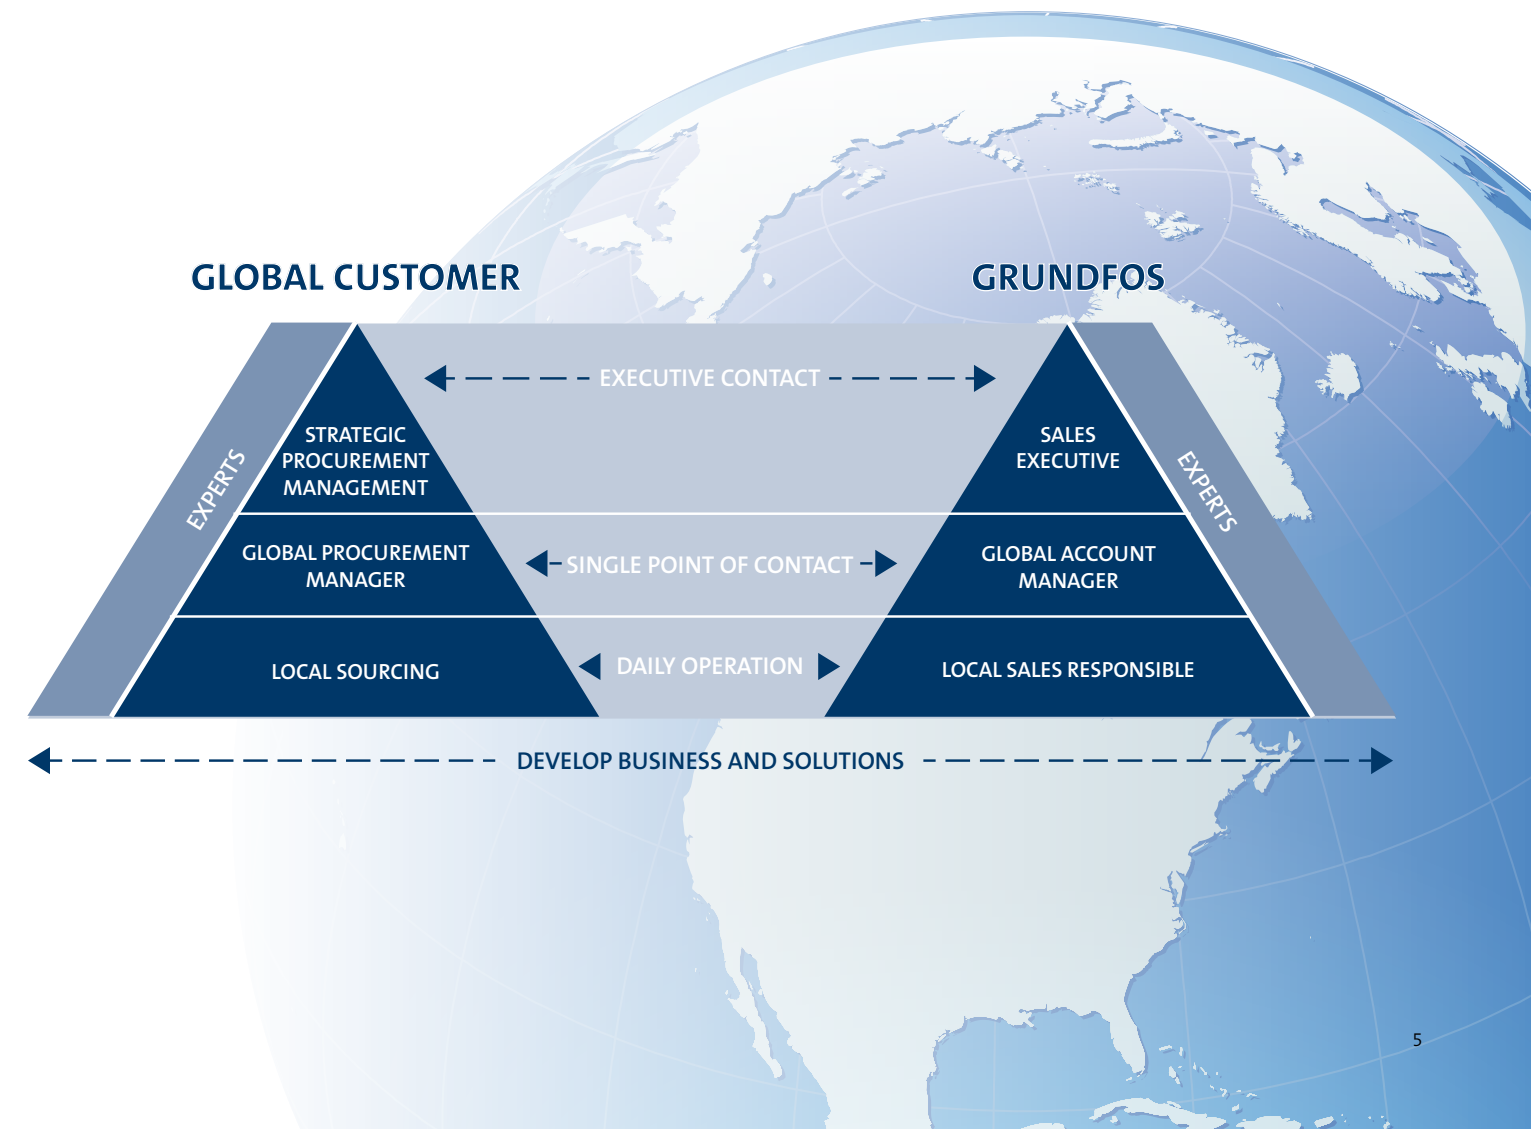 GLOBAL CUSTOMER
GRUNDFOS
EXECUTIVE CONTACT
STRATEGIC
PROCUREMENT
MANAGEMENT
SALES
EXECUTIVE
EXPERTS
EXPERTS
GLOBAL PROCUREMENT
MANAGER
SINGLE POINT OF CONTACT
GLOBAL ACCOUNT
MANAGER
LOCAL SOURCING
DAILY OPERATION
LOCAL SALES RESPONSIBLE
DEVELOP BUSINESS AND SOLUTIONS
5